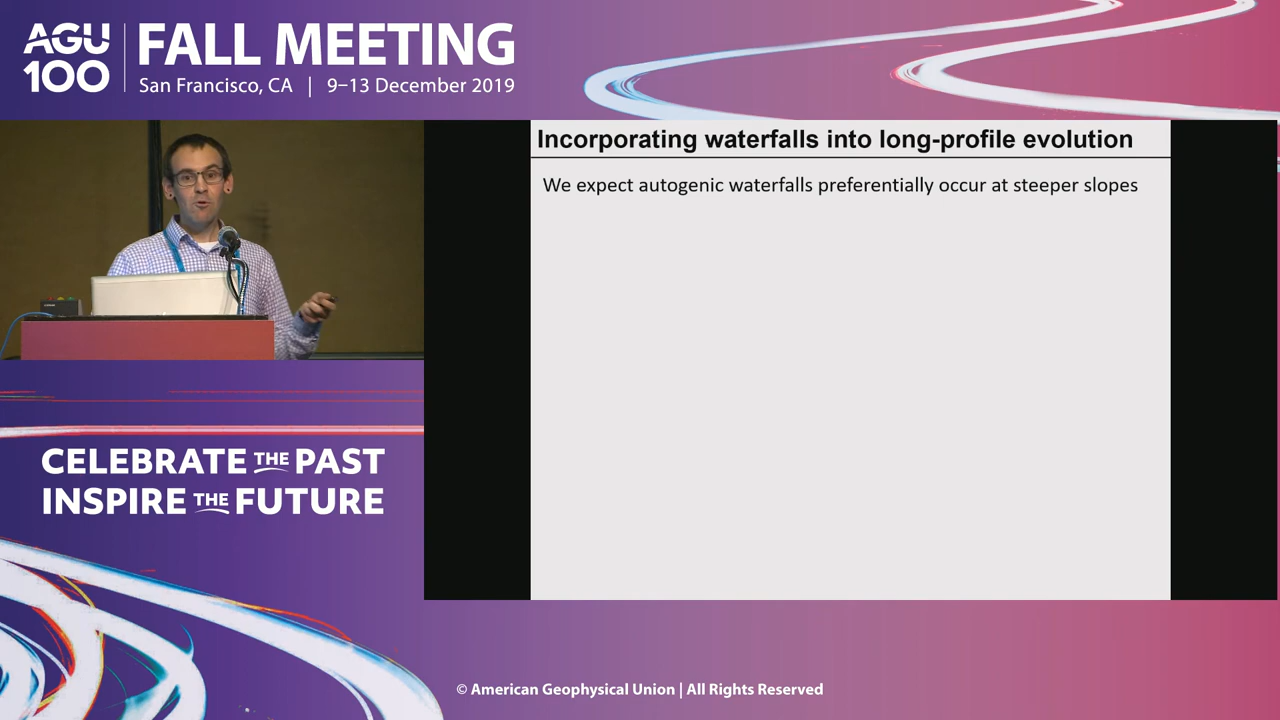 AGU
100
FALL MEETING
San Francisco, CA | 9–13 December 2019
Incorporating waterfalls into long-profile evolution
We expect autogenic waterfalls preferentially occur at steeper slopes
CELEBRATE THE PAST
INSPIRE THE FUTURE
© American Geophysical Union | All Rights Reserved